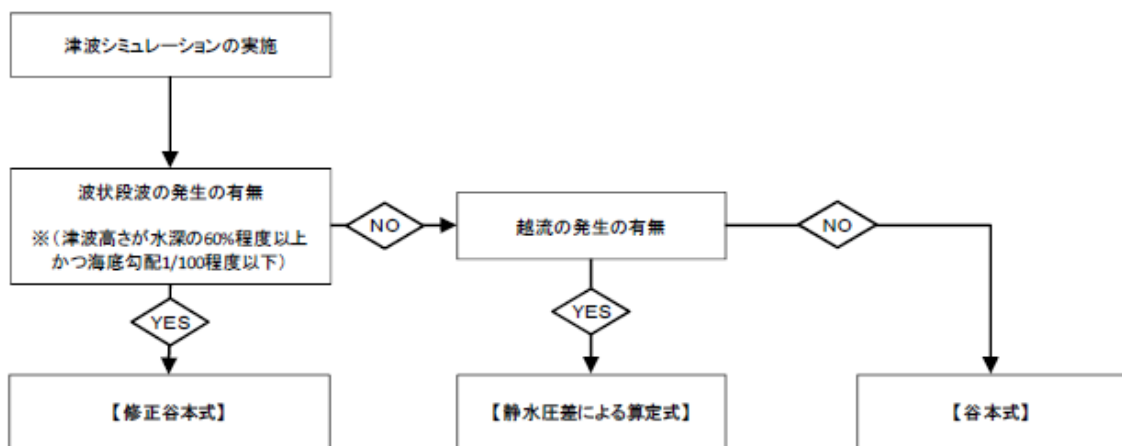 津波シミュレーションの実施
波状段波の発生の有無
※(津波高さが水深の60%程度以上
かつ海底勾配1/100程度以下)
NO
越流の発生の有無
NO
YES
YES
【修正谷本式】
【静水圧差による算定式】
【谷本式】